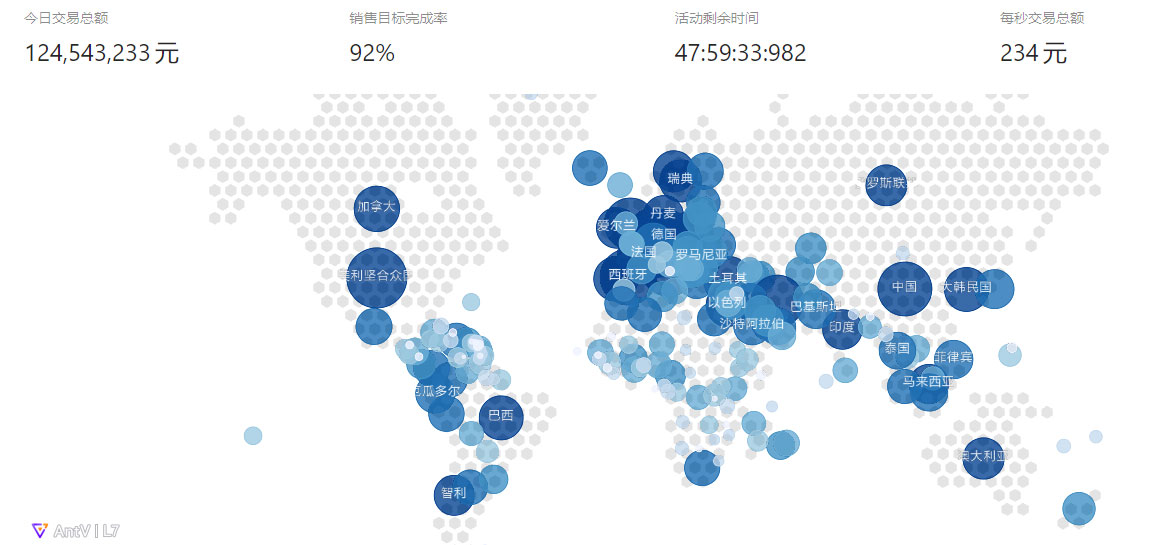 今日交易总额
销售目标完成率
活动剩余时间
每秒交易总额
124,543,233 元
92%
47:59:33:982
234 元
瑞典
罗斯联
加拿大
丹麦
爱尔兰
德国
法国
罗马尼亚
美利坚合众国
西班牙
土耳其
中国
大韩民国
以色列
巴基斯坦
沙特阿拉伯
印度
泰国
菲律宾
马来西亚
厄瓜多尔
巴西
澳大利亚
智利
AntV | L7